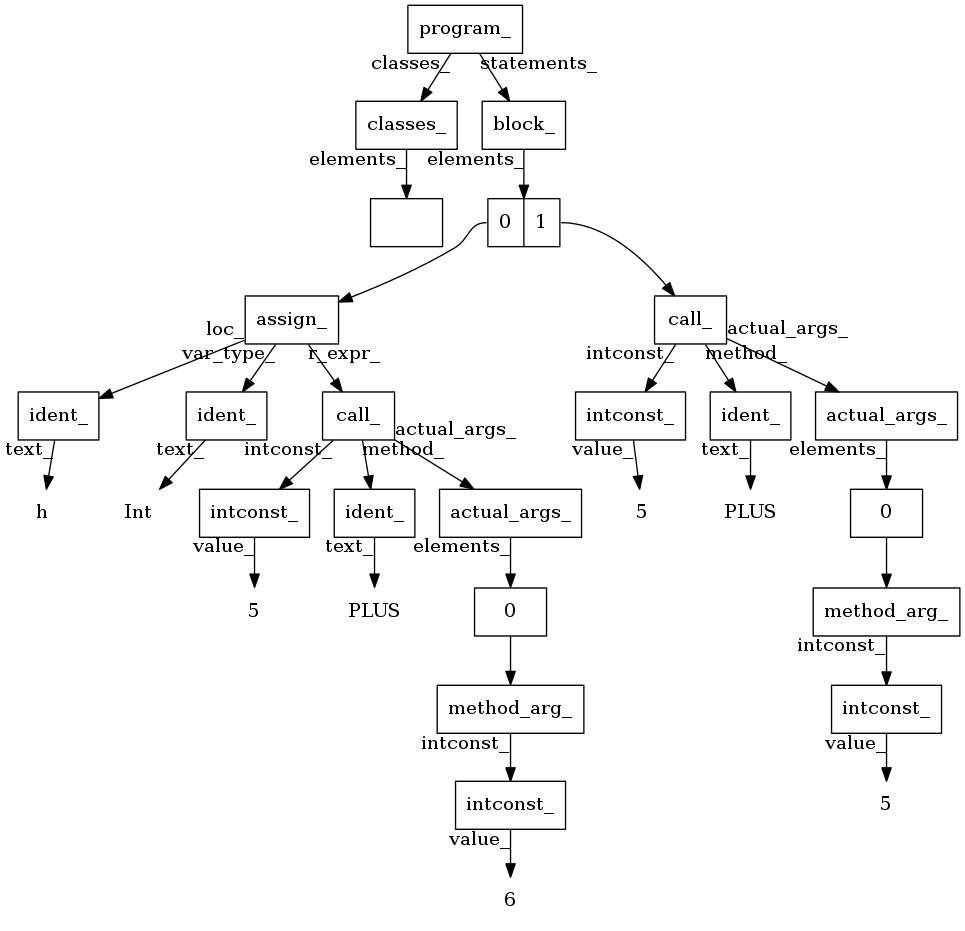 program_
classes_ statements_
classes_ block_
elements_ elements_
0 1
assign_ call_
loc_ actual_args_
var_type_ r_expr_ intconst_ method_
ident_ ident_ call_ intconst_ ident_ actual_args_
actual_args_
text_ text_ intconst_ method_ value_ text_ elements_
h Int intconst_ ident_ actual_args_ 5 PLUS 0
value_ text_ elements_
5 PLUS 0 method_arg_
intconst_
method_arg_ intconst_
intconst_ value_
intconst_ 5
value_
6